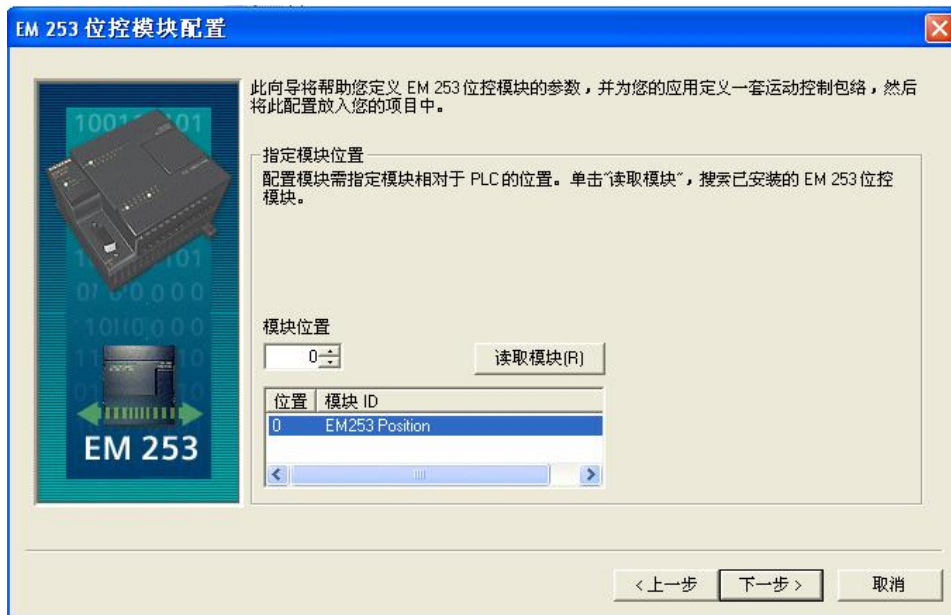 EM 253 位控模块配置
此向导将帮助您定义 EM 253 位控模块的参数，并为您的应用定义一套运动控制包络，然后
将此配置放入您的项目中。
指定模块位置
配置模块需指定模块相对于 PLC 的位置。单击“读取模块”，搜索已安装的 EM 253 位控
模块。
模块位置
0
读取模块(R)
位置 模块 ID
0 EM253 Position
EM 253
<上一步
下一步>
取消